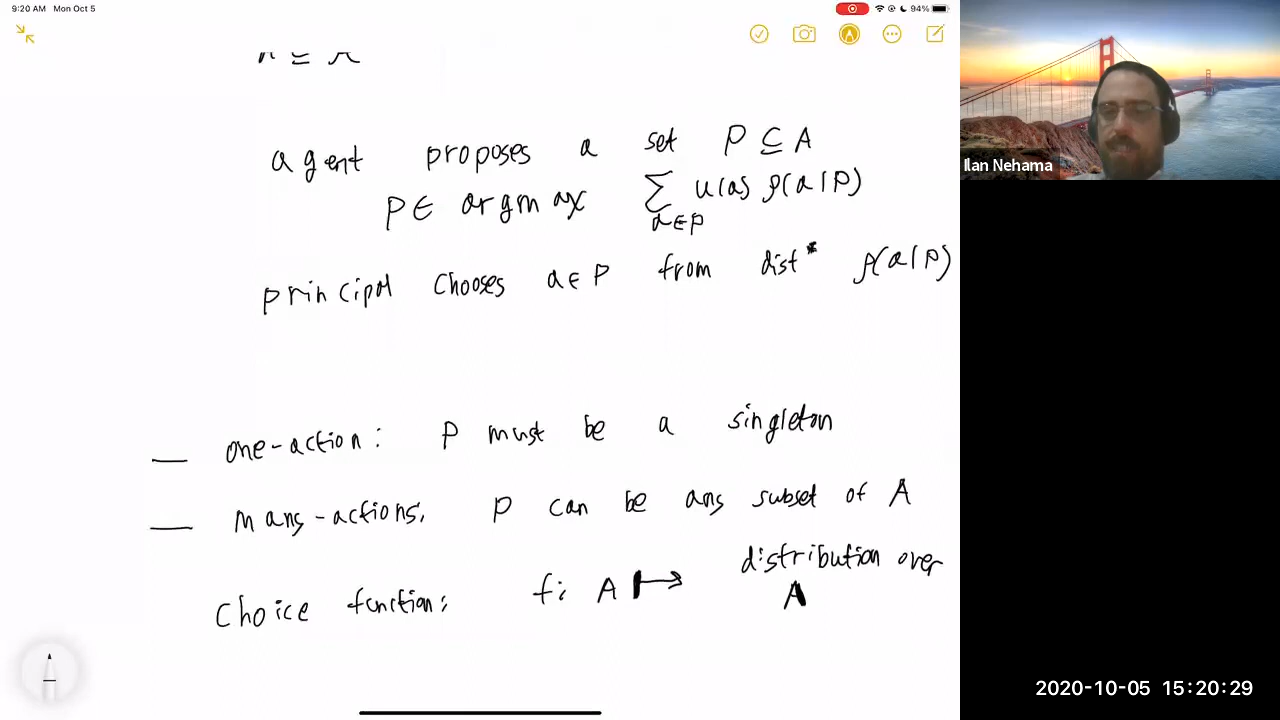 9:20 AM Mon Oct 5
94%
agent proposes a set P ⊆ A
P ∈ argmax ∑ u(a) ρ(a|P)
a∈P
principal chooses a∈P from dist* ρ(a|P)
— one-action: P must be a singleton
— many-actions: P can be any subset of A
choice function: f: A ↦ distribution over
A
Ilan Nehama
2020-10-05 15:20:29